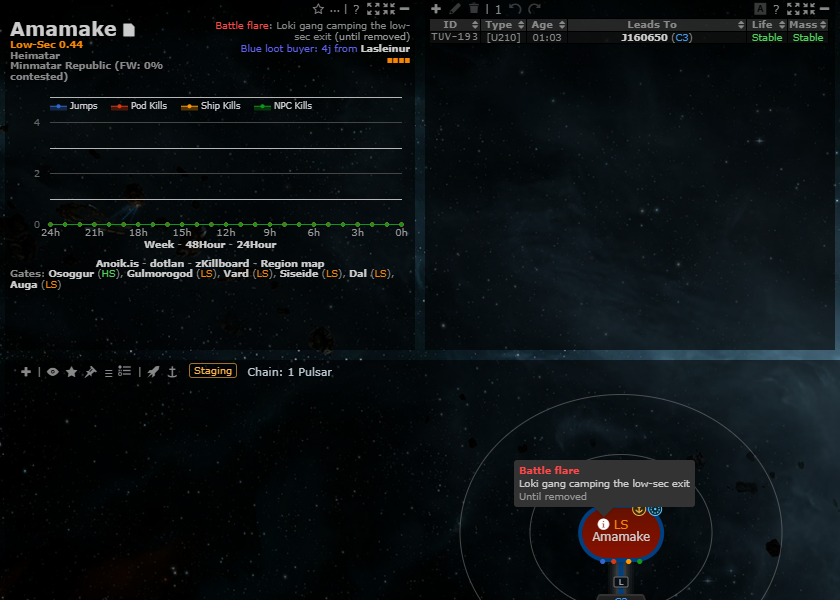 Amamake
Low-Sec 0.44
Heimatar
Minmatar Republic (FW: 0%
contested)
... | ?
Battle flare: Loki gang camping the low-
sec exit (until removed)
Blue loot buyer: 4j from Lasleinur
Jumps Pod Kills Ship Kills NPC Kills
4
2
0
24h 21h 18h 15h 12h 9h 6h 3h 0h
Week - 48Hour - 24Hour
Anoik.is - dotlan - zKillboard - Region map
Gates: Osoggur (HS), Gulmorogod (LS), Vard (LS), Siseide (LS), Dal (LS),
Auga (LS)
| 1 A ?
ID Type Age Leads To Life Mass
TUV-193 [U210] 01:03 J160650 (C3) Stable Stable
| | Staging Chain: 1 Pulsar
Battle flare
Loki gang camping the low-sec exit
Until removed
LS
Amamake
L